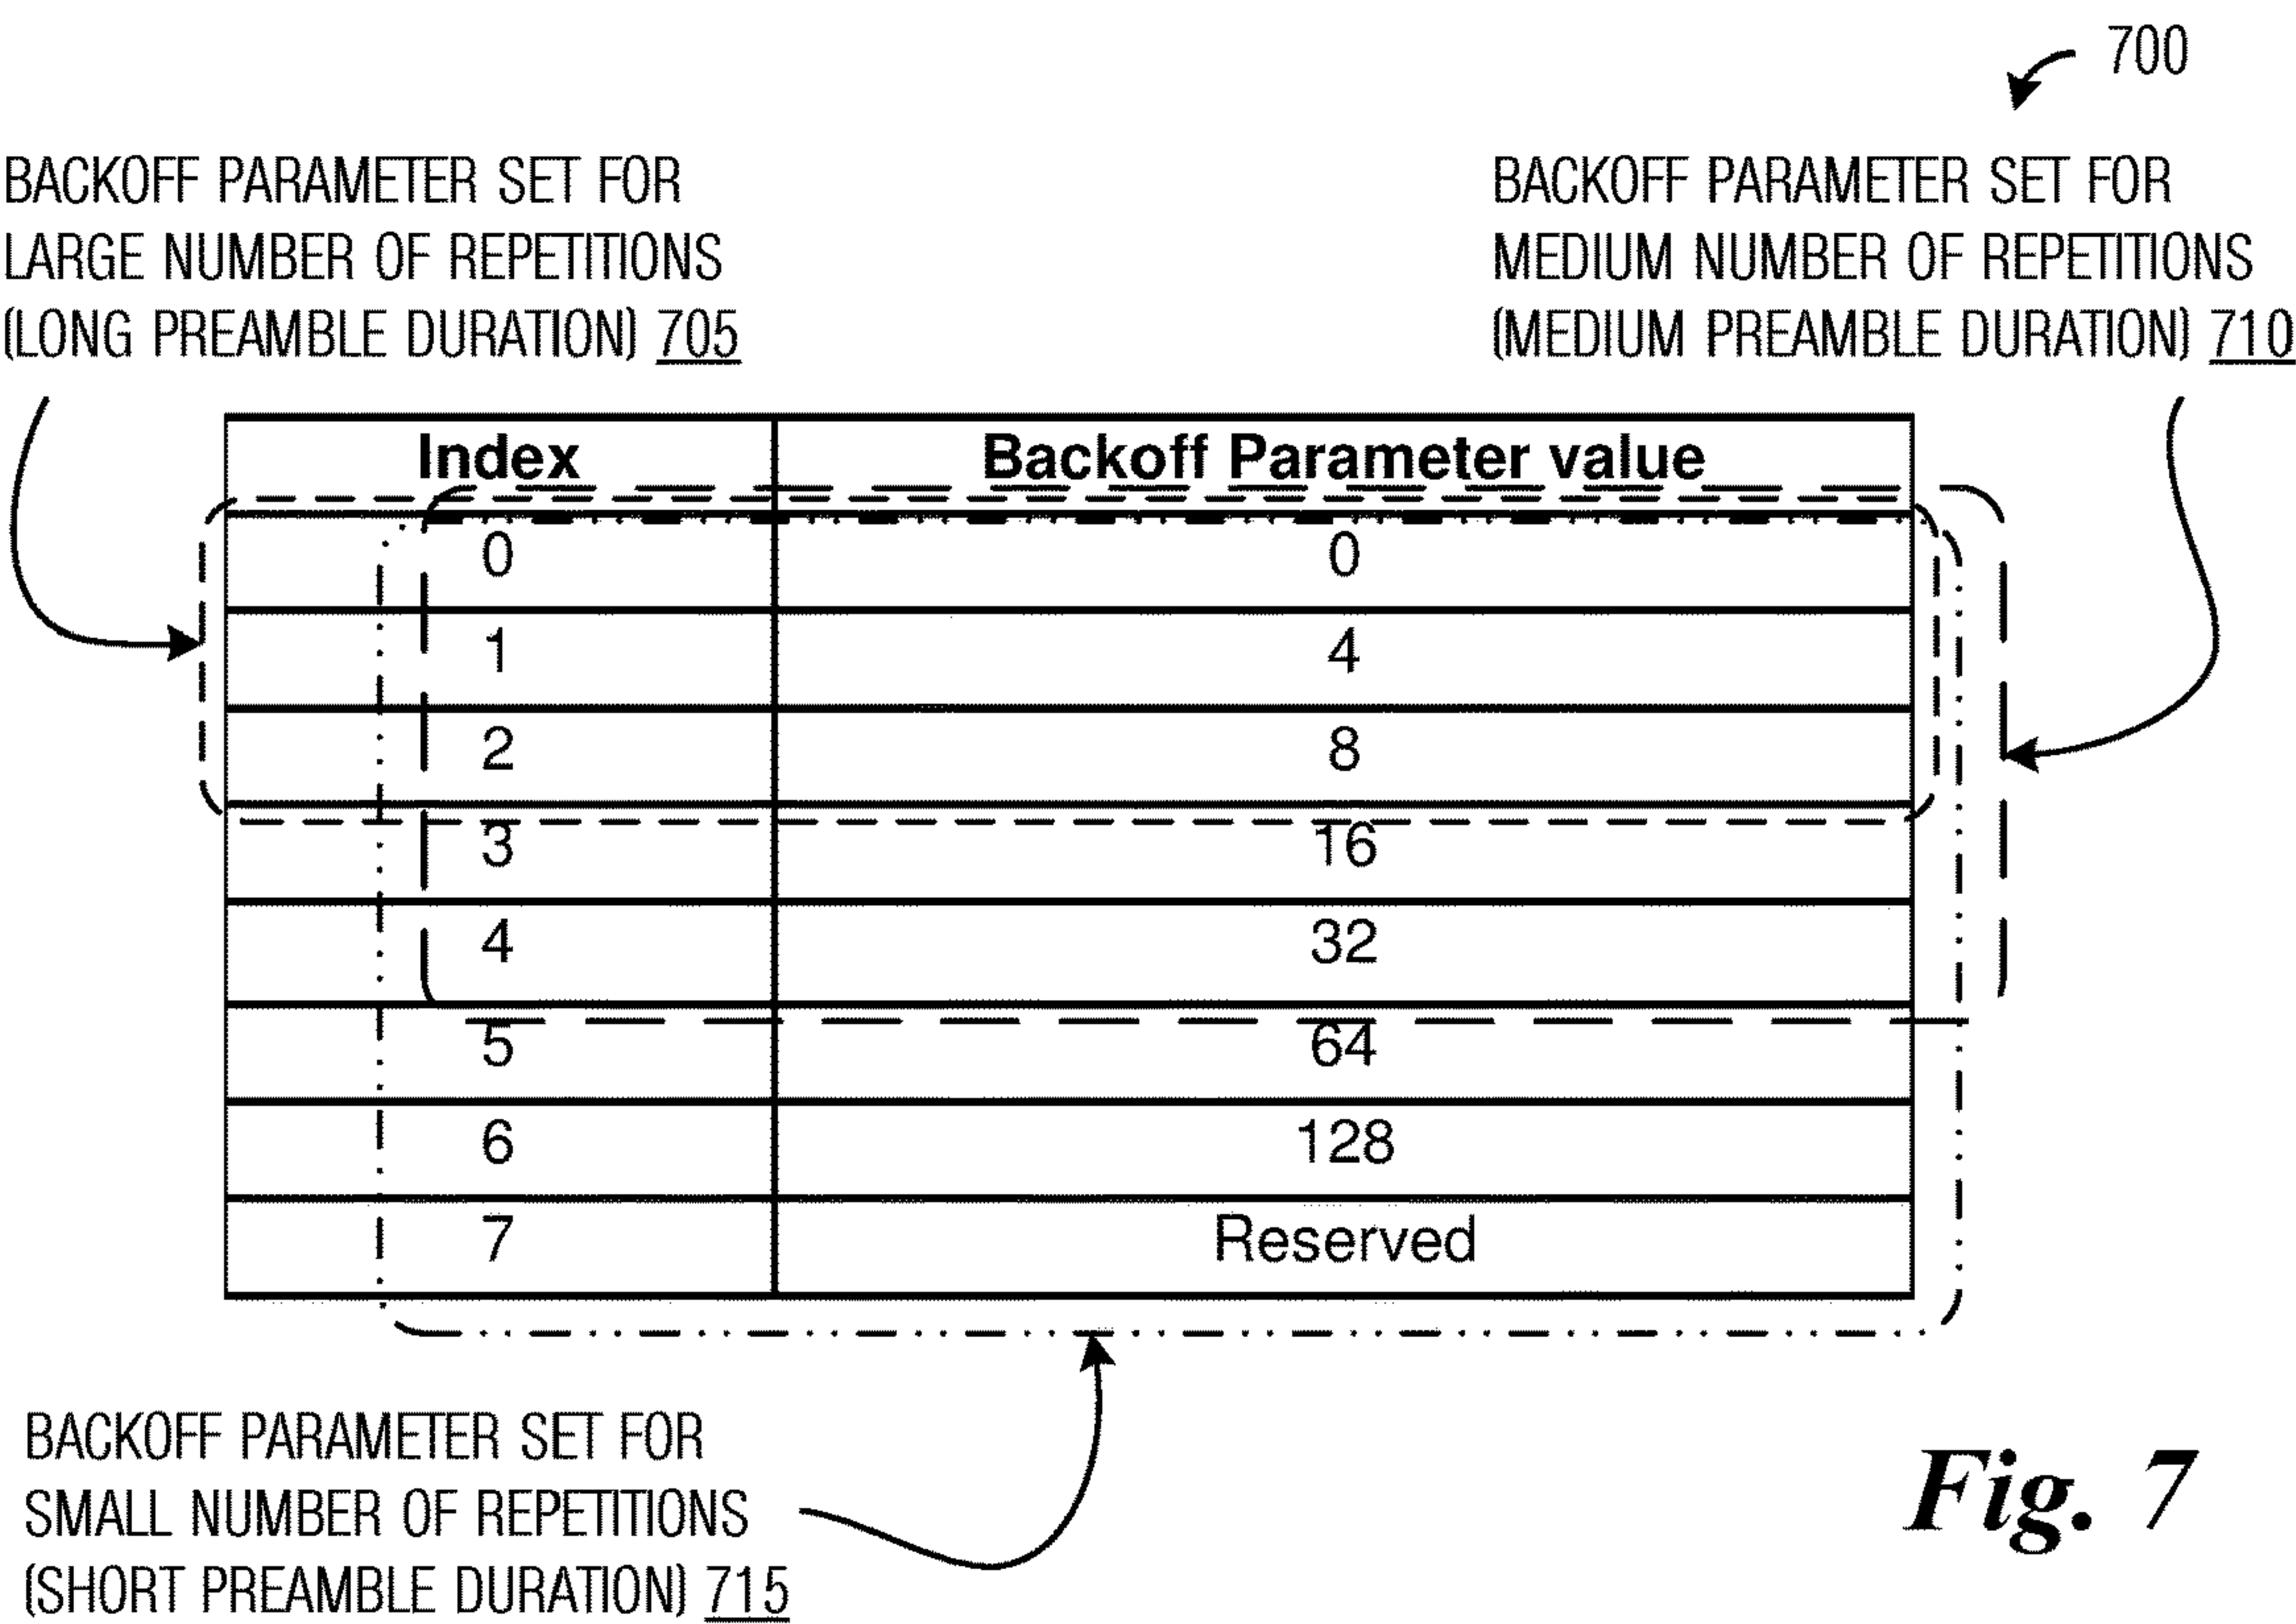 700
BACKOFF PARAMETER SET FOR
LARGE NUMBER OF REPETITIONS
(LONG PREAMBLE DURATION) 705
BACKOFF PARAMETER SET FOR
MEDIUM NUMBER OF REPETITIONS
(MEDIUM PREAMBLE DURATION) 710
Index Backoff Parameter value
0 0
1 4
2 8
3 16
4 32
5 64
6 128
7 Reserved
BACKOFF PARAMETER SET FOR
SMALL NUMBER OF REPETITIONS
(SHORT PREAMBLE DURATION) 715
Fig. 7